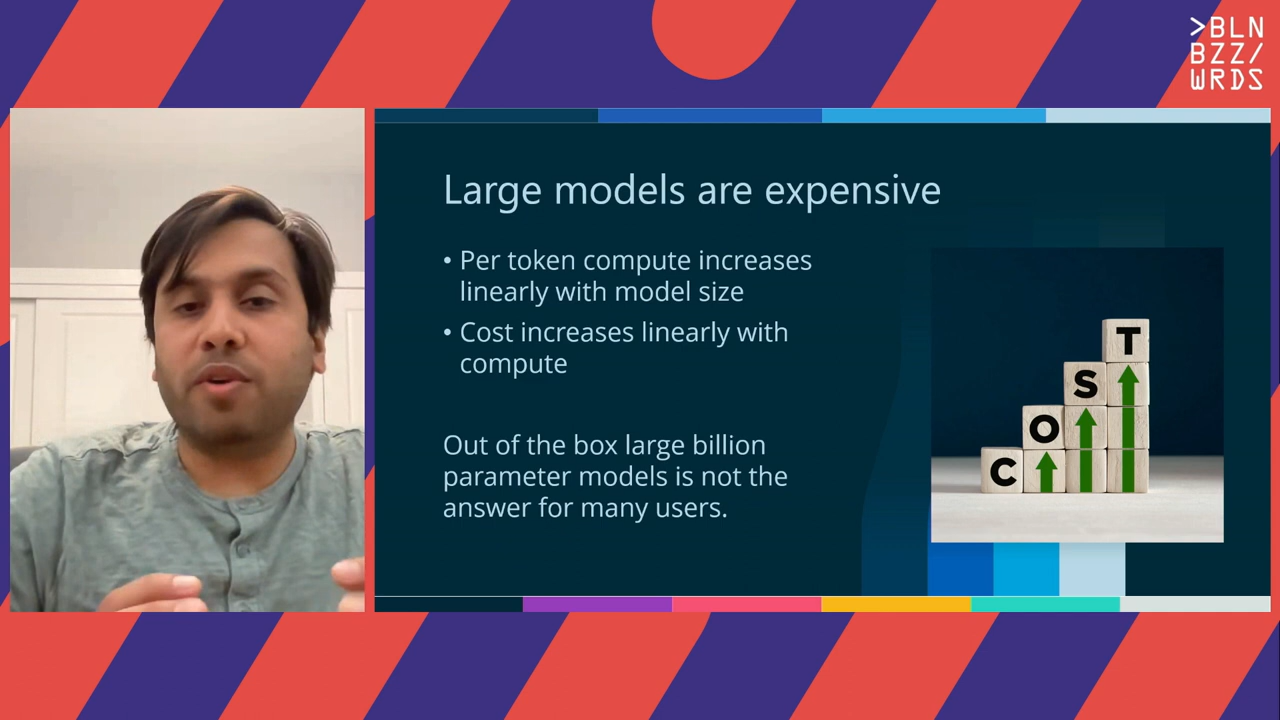 >BLN
BZZ/
WRDS
Large models are expensive
• Per token compute increases
linearly with model size
• Cost increases linearly with
compute
Out of the box large billion
parameter models is not the
answer for many users.
C O S T